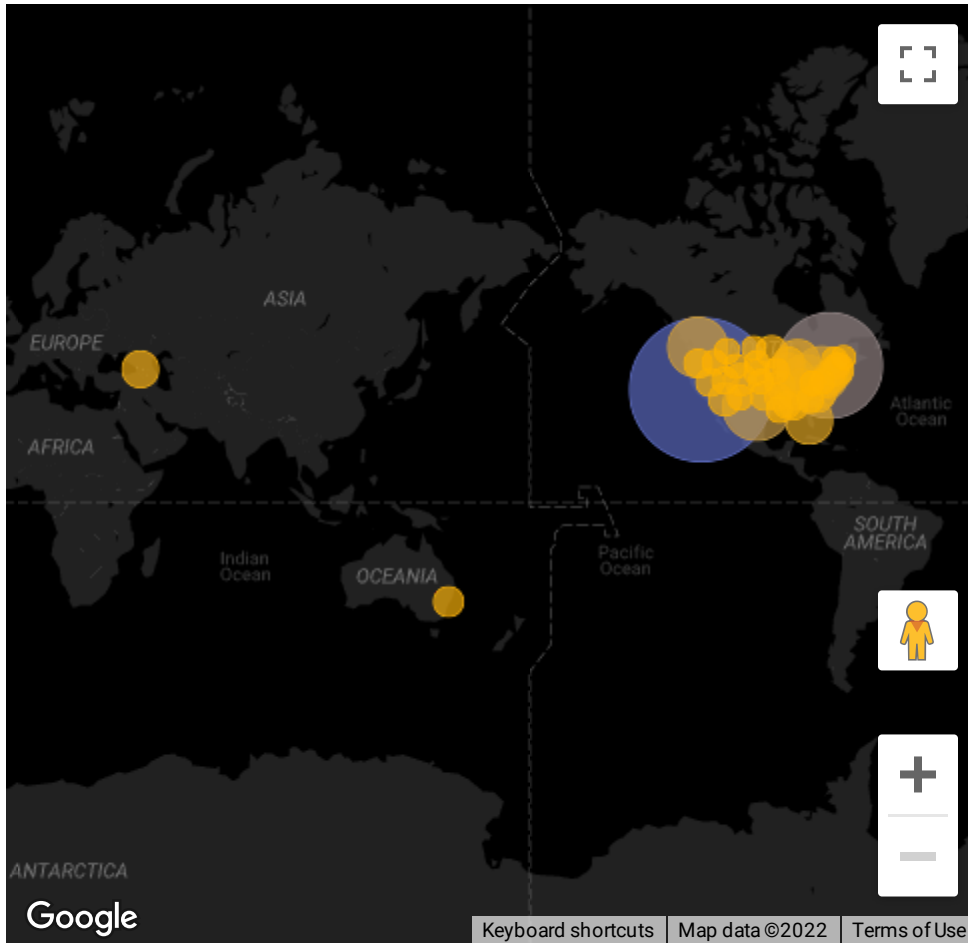 ASIA
EUROPE
AFRICA
Atlantic
Ocean
SOUTH
AMERICA
Indian
Ocean
OCEANIA
Pacific
Ocean
ANTARCTICA
Google
Keyboard shortcuts
Map data ©2022
Terms of Use